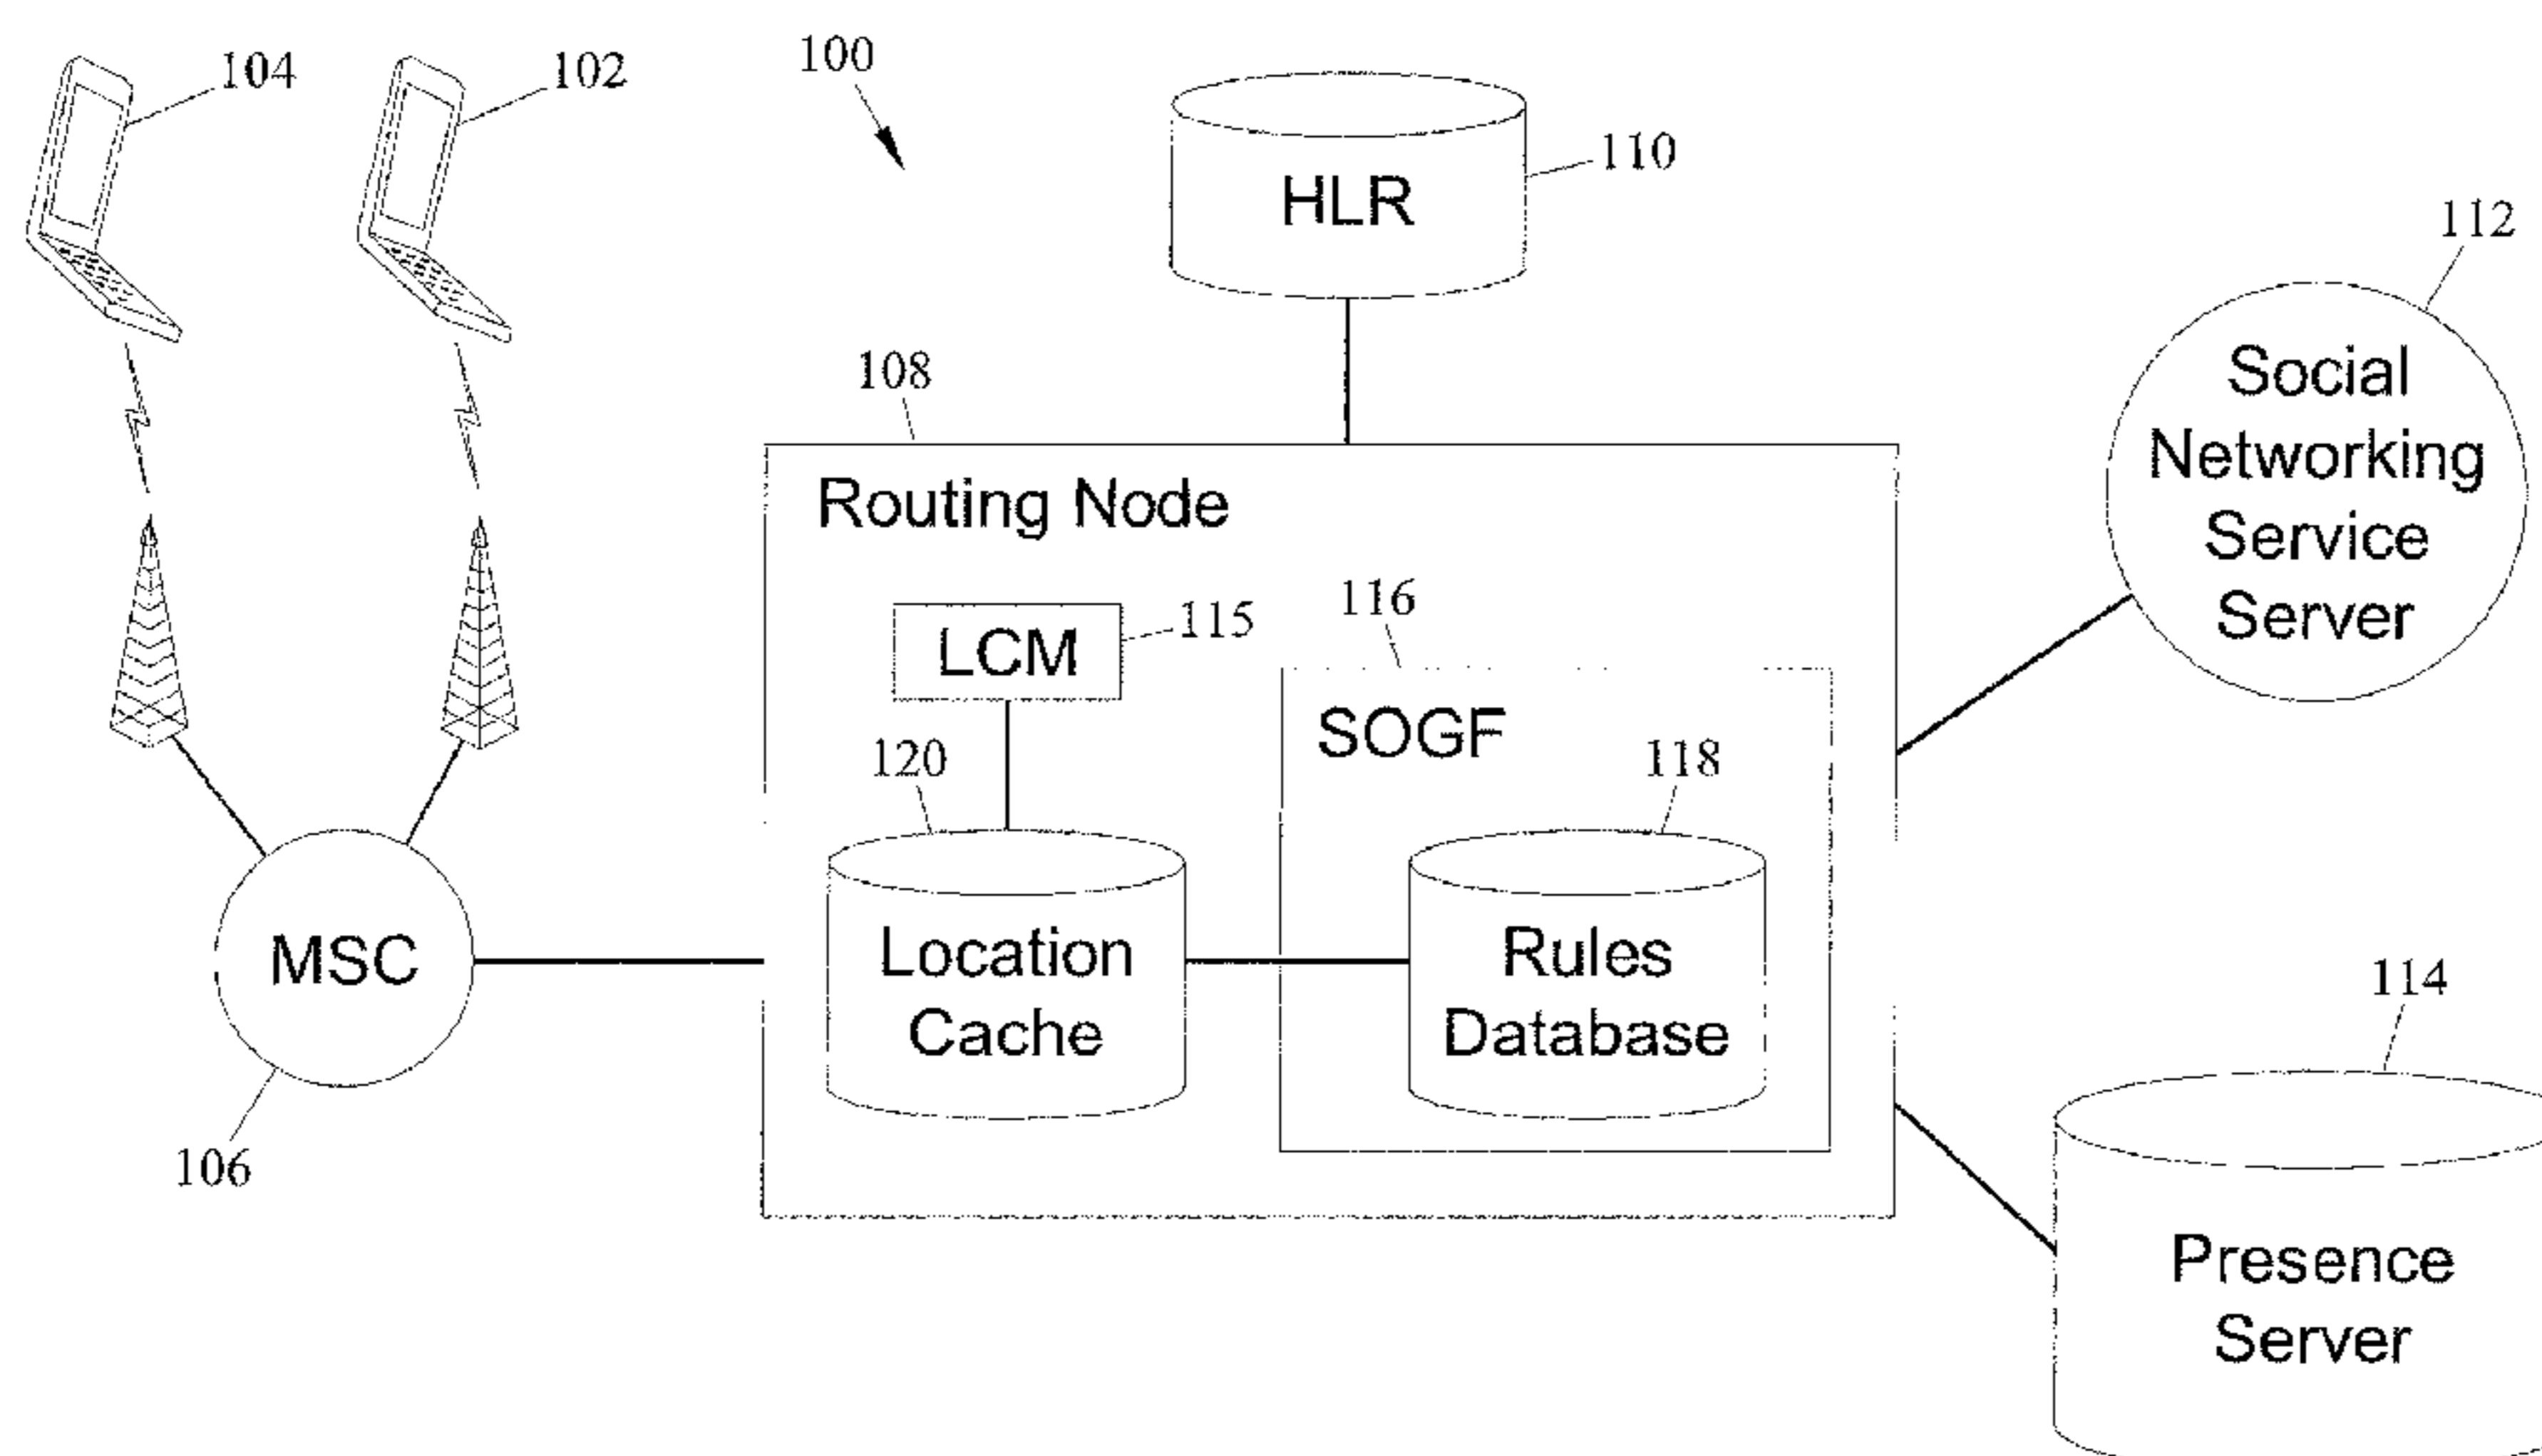 104
102
100
HLR
110
112
Social
Networking
Service
Server
108
Routing Node
LCM
115
116
SOGF
120
118
Location
Cache
Rules
Database
MSC
106
114
Presence
Server